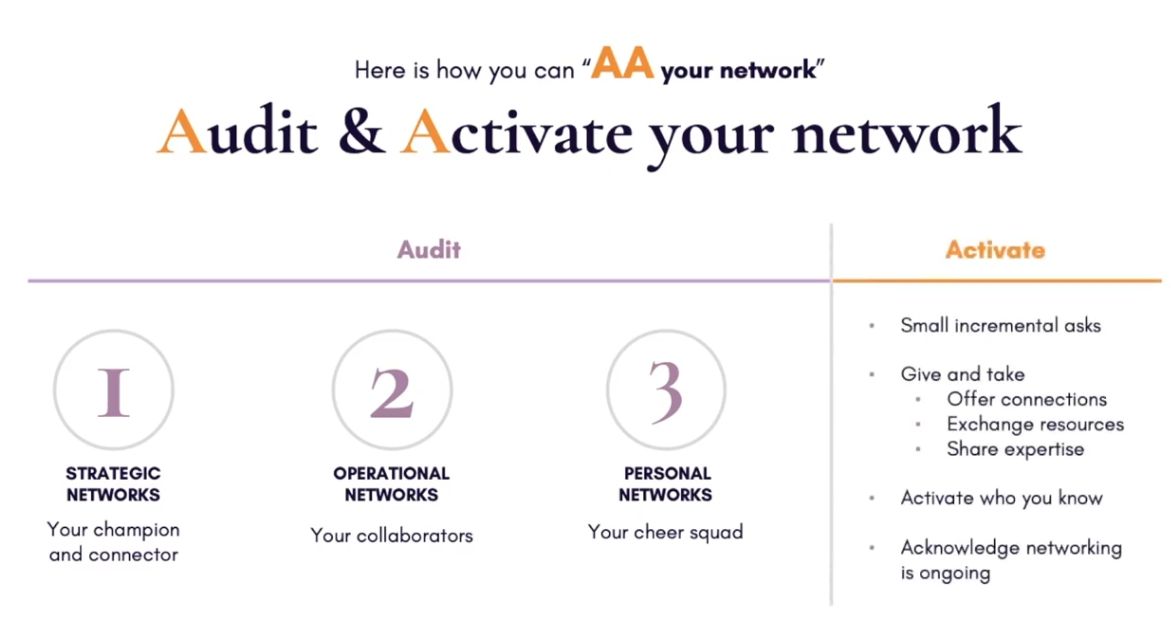 Here is how you can “AA your network”
Audit & Activate your network
Audit
1
STRATEGIC
NETWORKS
Your champion
and connector
2
OPERATIONAL
NETWORKS
Your collaborators
3
PERSONAL
NETWORKS
Your cheer squad
Activate
• Small incremental asks
• Give and take
• Offer connections
• Exchange resources
• Share expertise
• Activate who you know
• Acknowledge networking
is ongoing